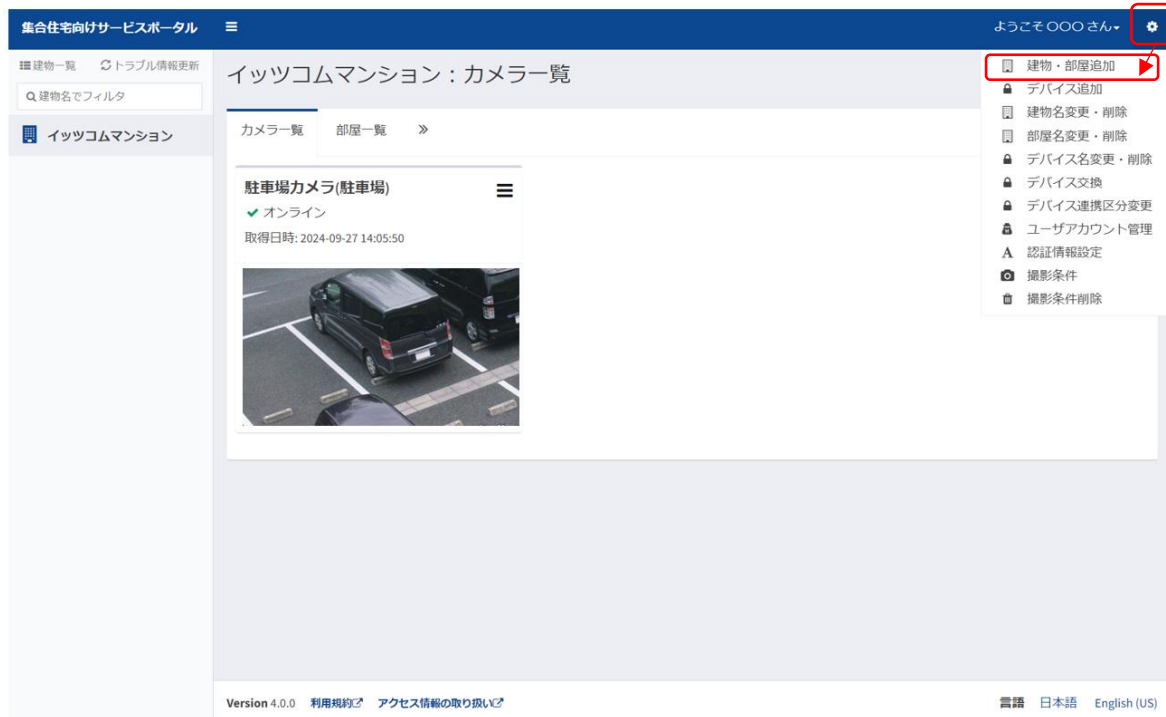 集合住宅向けサービスポータル
ようこそ〇〇〇 さん
建物一覧 トラブル情報更新
建物名でフィルタ
イッツコムマンション
イッツコムマンション：カメラ一覧
カメラ一覧 部屋一覧 »
駐車場カメラ(駐車場)
オンライン
取得日時: 2024-09-27 14:05:50
建物・部屋追加
デバイス追加
建物名変更・削除
部屋名変更・削除
デバイス名変更・削除
デバイス交換
デバイス連携区分変更
ユーザアカウント管理
認証情報設定
撮影条件
撮影条件削除
Version 4.0.0 利用規約 アクセス情報の取り扱い
言語 日本語 English (US)